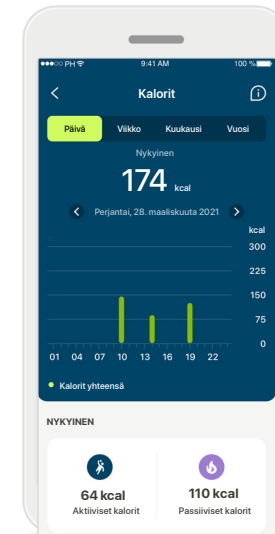 PH 9:41 AM 100 %
Kalorit
Päivä Viikko Kuukausi Vuosi
Nykyinen
174 kcal
Perjantai, 28. maaliskuuta 2021
kcal
300
225
150
75
0
01 04 07 10 13 16 19 22
Kalorit yhteensä
NYKYINEN
64 kcal 110 kcal
Aktiiviset kalorit Passiiviset kalorit